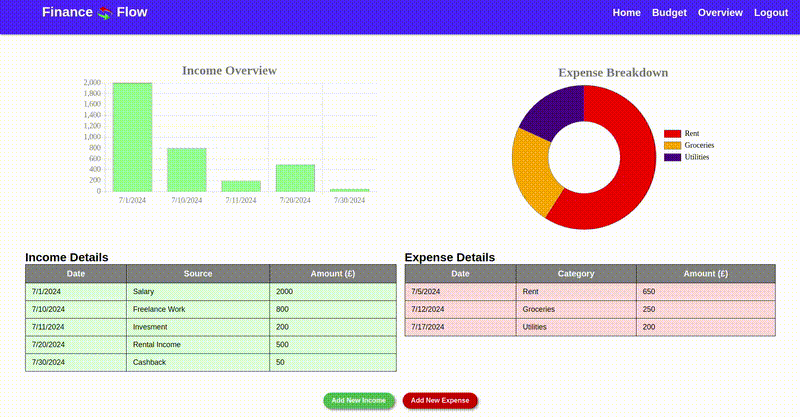 Finance Flow
Home Budget Overview Logout
Income Overview
2,000
1,800
1,600
1,400
1,200
1,000
800
600
400
200
0
7/1/2024 7/10/2024 7/11/2024 7/20/2024 7/30/2024
Expense Breakdown
Rent
Groceries
Utilities
Income Details
Date Source Amount (£)
7/1/2024 Salary 2000
7/10/2024 Freelance Work 800
7/11/2024 Invesment 200
7/20/2024 Rental Income 500
7/30/2024 Cashback 50
Expense Details
Date Category Amount (£)
7/5/2024 Rent 650
7/12/2024 Groceries 250
7/17/2024 Utilities 200
Add New Income Add New Expense